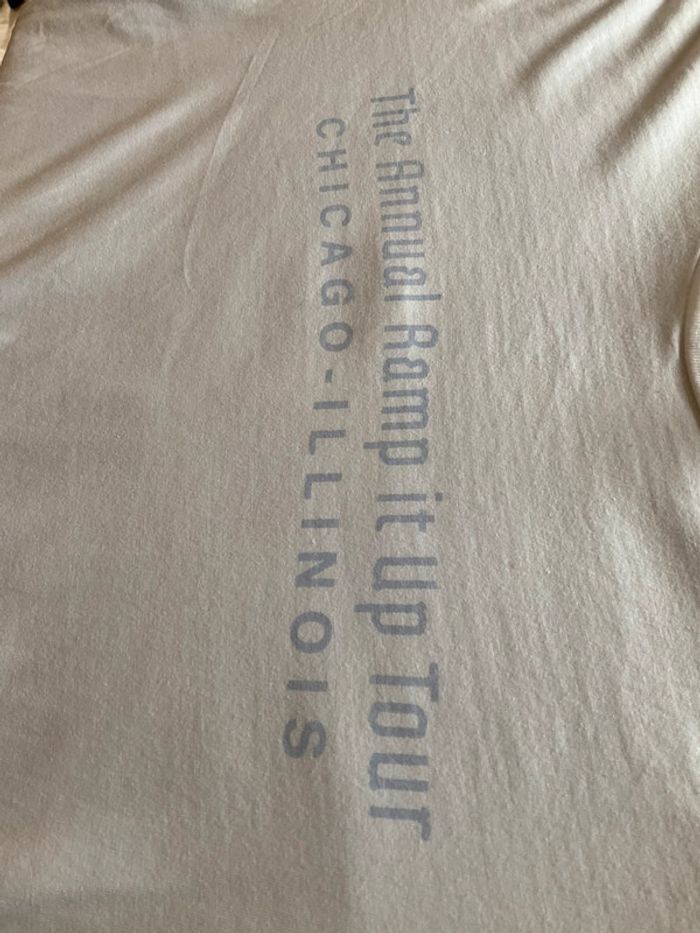 The Annual Ramp it Up Tour
CHICAGO-ILLINOIS